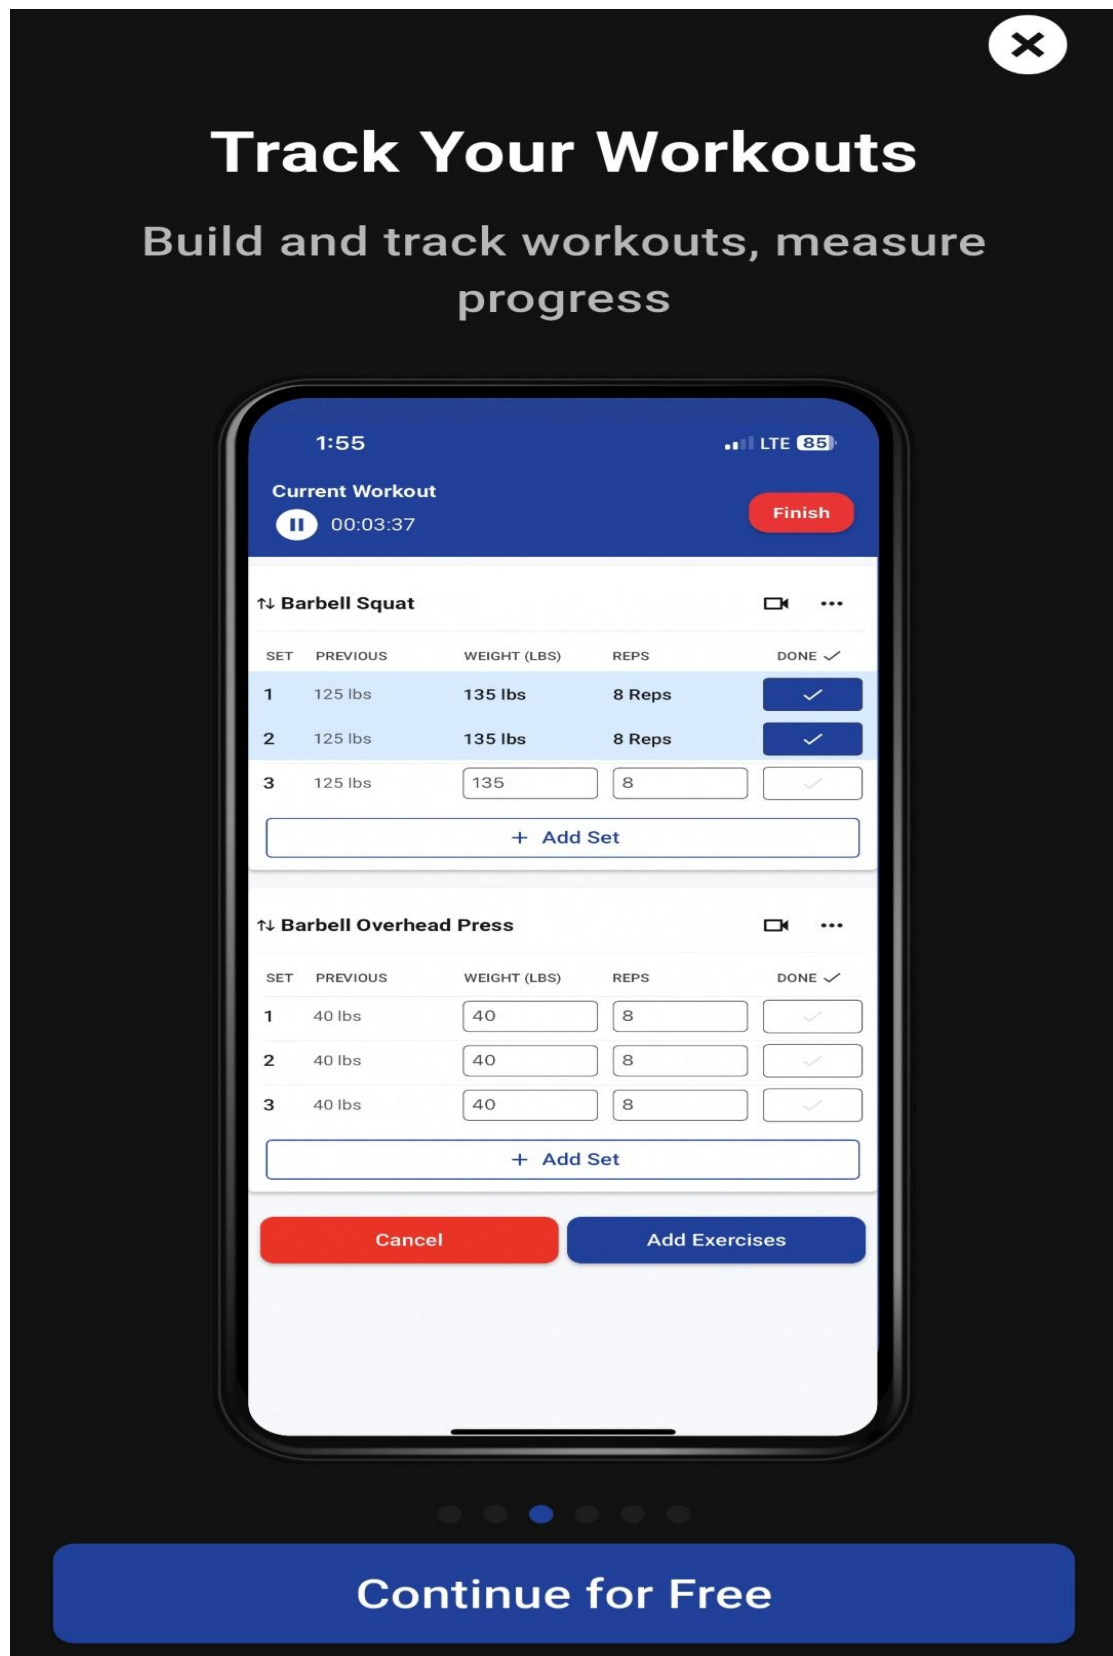 Track Your Workouts
Build and track workouts, measure
progress
1:55 LTE 85
Current Workout
00:03:37 Finish
Barbell Squat
SET PREVIOUS WEIGHT (LBS) REPS DONE
1 125 lbs 135 lbs 8 Reps
2 125 lbs 135 lbs 8 Reps
3 125 lbs 135 8
+ Add Set
Barbell Overhead Press
SET PREVIOUS WEIGHT (LBS) REPS DONE
1 40 lbs 40 8
2 40 lbs 40 8
3 40 lbs 40 8
+ Add Set
Cancel Add Exercises
Continue for Free